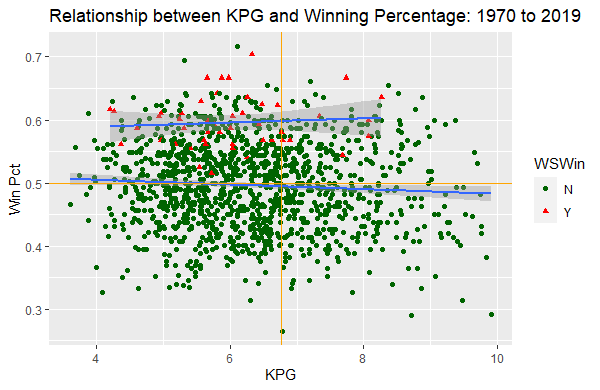 Relationship between KPG and Winning Percentage: 1970 to 2019
0.7
0.6
0.5
0.4
0.3
Win Pct
4
6
8
10
KPG
WSWin
N
Y